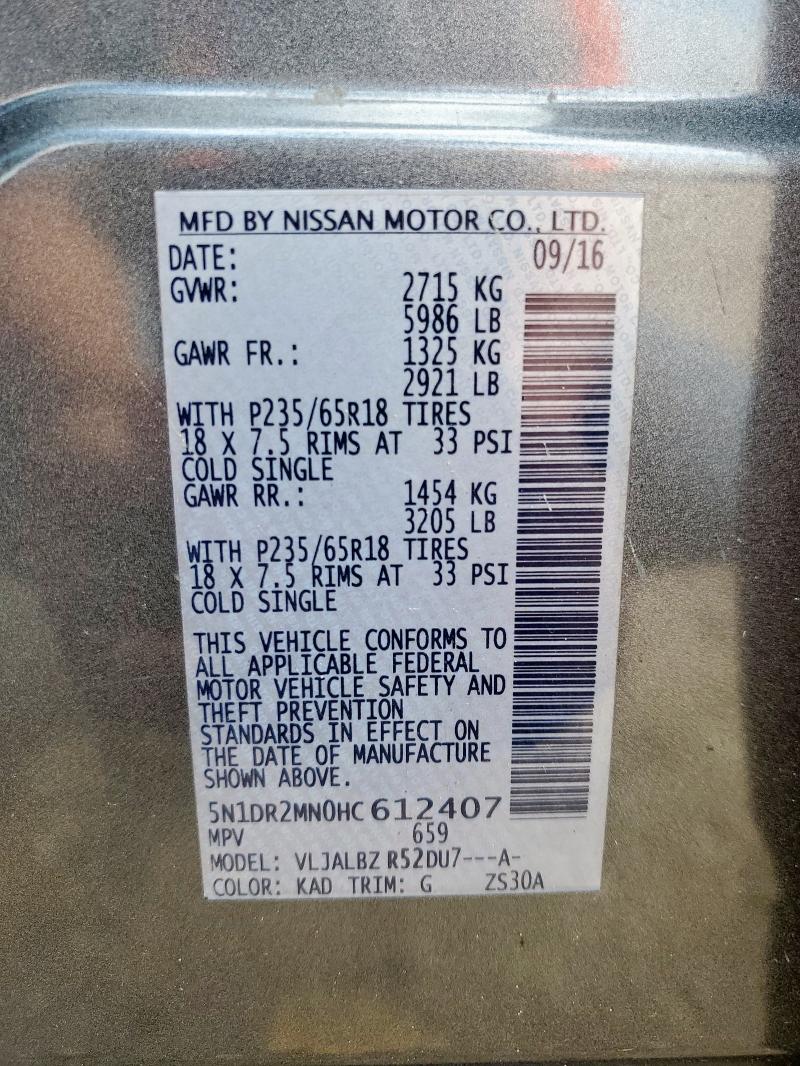 MFD BY NISSAN MOTOR CO., LTD.
DATE: 09/16
GVWR: 2715 KG
5986 LB
GAWR FR.: 1325 KG
2921 LB
WITH P235/65R18 TIRES
18 X 7.5 RIMS AT 33 PSI
COLD SINGLE
GAWR RR.: 1454 KG
3205 LB
WITH P235/65R18 TIRES
18 X 7.5 RIMS AT 33 PSI
COLD SINGLE
THIS VEHICLE CONFORMS TO
ALL APPLICABLE FEDERAL
MOTOR VEHICLE SAFETY AND
THEFT PREVENTION
STANDARDS IN EFFECT ON
THE DATE OF MANUFACTURE
SHOWN ABOVE.
5N1DR2MN0HC612407
MPV 659
MODEL: VLJALBZ R52DU7---A-
COLOR: KAD TRIM: G ZS30A